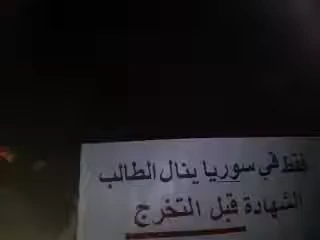 فقط في سوريا ينال الطالب
الشهادة قبل التخرج